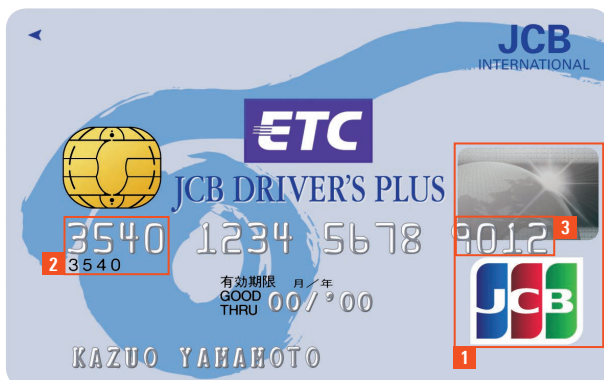 JCB
INTERNATIONAL
ETC
JCB DRIVER'S PLUS
3540 1234 5678 9012
3
2
3540
有効期限 月/年
GOOD
THRU 00/'00
JCB
1
KAZUO YAMAMOTO